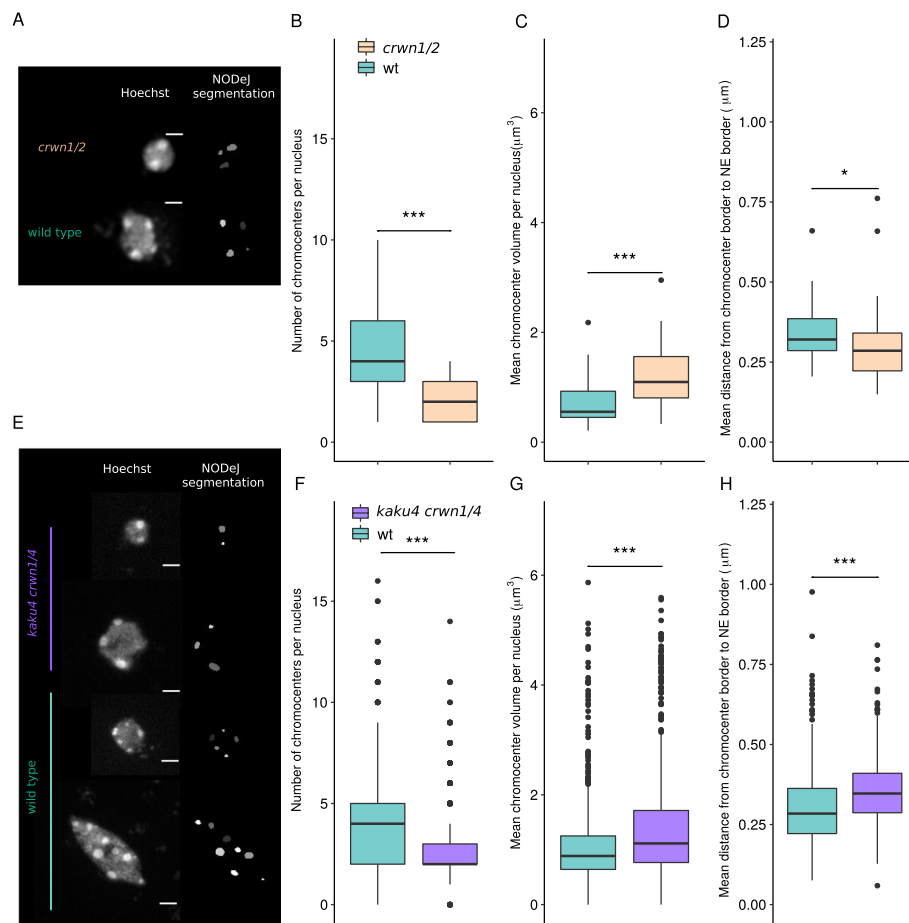 A
Hoechst
NODeJ
segmentation
crwn1/2
wild type
B
crwn1/2
wt
Number of chromocenters per nucleus
15
10
5
0
***
C
Mean chromocenter volume per nucleus(μm³)
6
4
2
0
***
D
Mean distance from chromocenter border to NE border ( μm)
1.25
1.00
0.75
0.50
0.25
0.00
*
E
Hoechst
NODeJ
segmentation
kaku4 crwn1/4
wild type
F
kaku4 crwn1/4
wt
Number of chromocenters per nucleus
15
10
5
0
***
G
Mean chromocenter volume per nucleus (μm³)
6
4
2
0
***
H
Mean distance from chromocenter border to NE border ( μm)
1.25
1.00
0.75
0.50
0.25
0.00
***